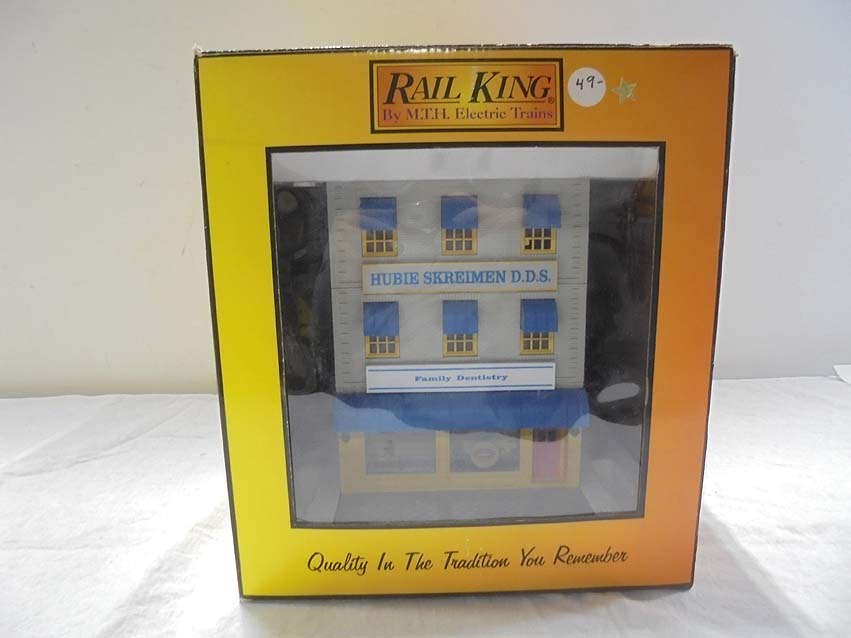 RAIL KING®
By M.T.H. Electric Trains
49-
HUBIE SKREIMEN D.D.S.
Family Dentistry
Quality In The Tradition You Remember